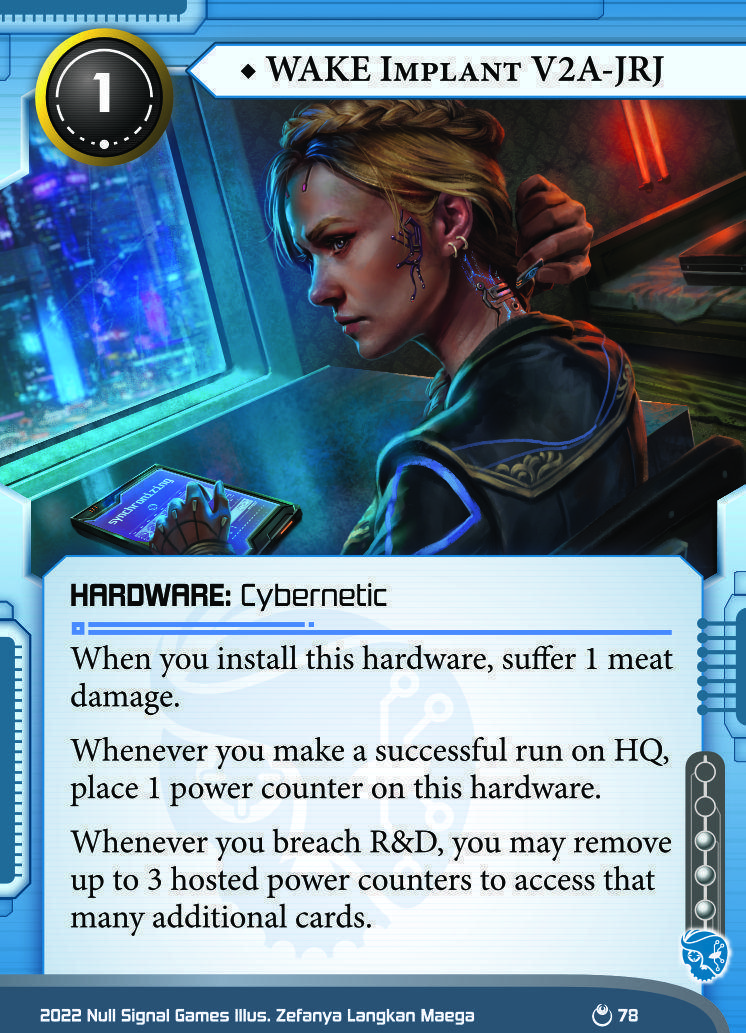 1
◆ WAKE Implant V2A-JRJ
synchronizing
HARDWARE: Cybernetic
When you install this hardware, suffer 1 meat
damage.
Whenever you make a successful run on HQ,
place 1 power counter on this hardware.
Whenever you breach R&D, you may remove
up to 3 hosted power counters to access that
many additional cards.
2022 Null Signal Games Illus. Zefanya Langkan Maega
78